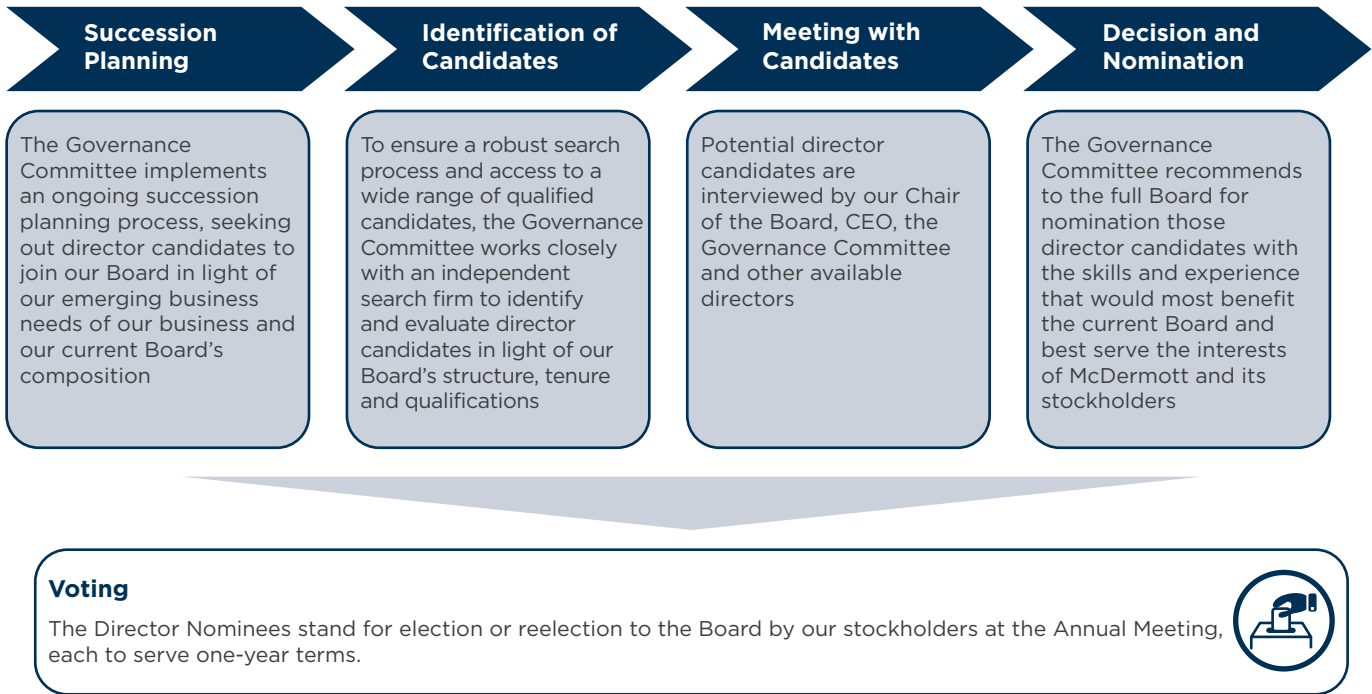 Succession
Planning
Identification of
Candidates
Meeting with
Candidates
Decision and
Nomination
The Governance
Committee implements
an ongoing succession
planning process, seeking
out director candidates to
join our Board in light of
our emerging business
needs of our business and
our current Board's
composition
To ensure a robust search
process and access to a
wide range of qualified
candidates, the Governance
Committee works closely
with an independent
search firm to identify
and evaluate director
candidates in light of our
Board's structure, tenure
and qualifications
Potential director
candidates are
interviewed by our Chair
of the Board, CEO, the
Governance Committee
and other available
directors
The Governance
Committee recommends
to the full Board for
nomination those
director candidates with
the skills and experience
that would most benefit
the current Board and
best serve the interests
of McDermott and its
stockholders
Voting
The Director Nominees stand for election or reelection to the Board by our stockholders at the Annual Meeting,
each to serve one-year terms.